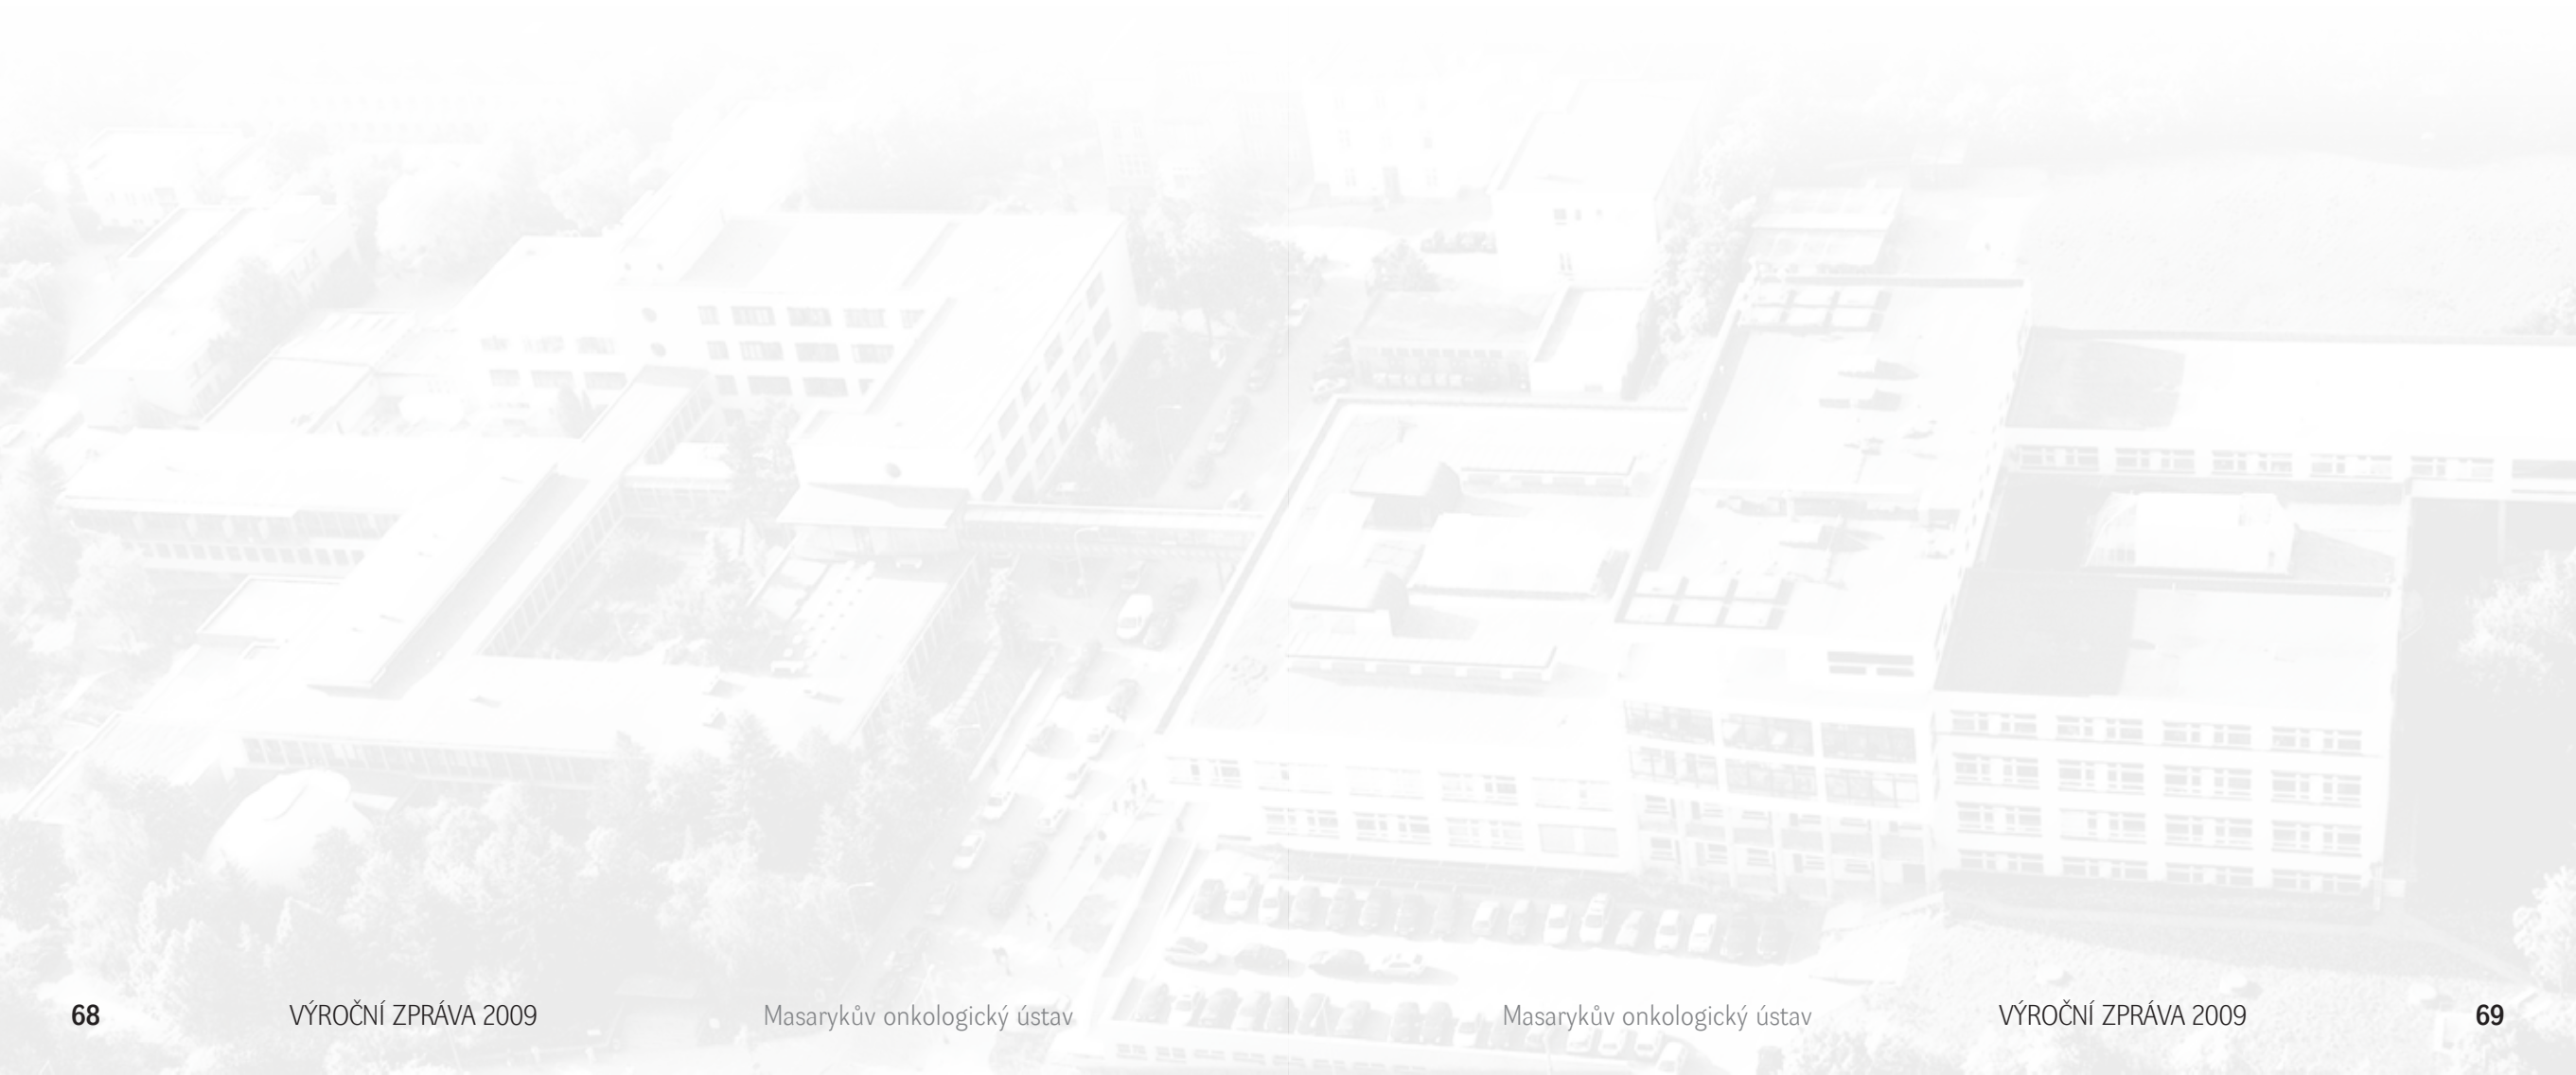 68 VÝROČNÍ ZPRÁVA 2009 Masarykův onkologický ústav
Masarykův onkologický ústav VÝROČNÍ ZPRÁVA 2009 69